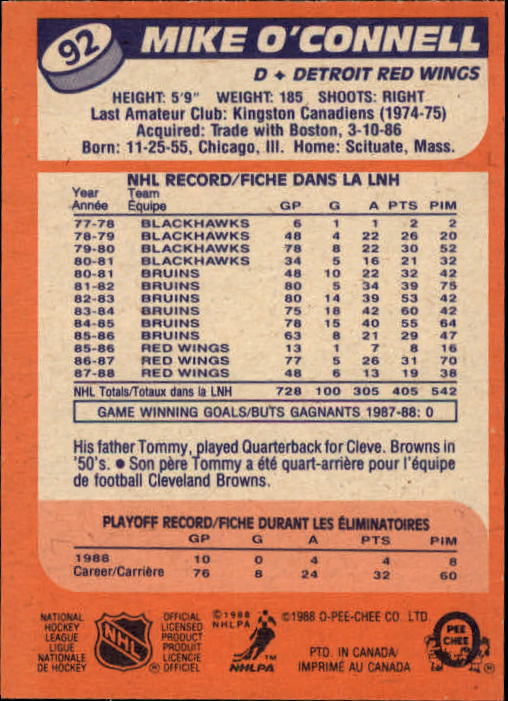 92
MIKE O'CONNELL
D + DETROIT RED WINGS
HEIGHT: 5'9" WEIGHT: 185 SHOOTS: RIGHT
Last Amateur Club: Kingston Canadiens (1974-75)
Acquired: Trade with Boston, 3-10-86
Born: 11-25-55, Chicago, Ill. Home: Scituate, Mass.
NHL RECORD/FICHE DANS LA LNH
Year Team
Année Équipe GP G A PTS PIM
77-78 BLACKHAWKS 6 1 1 2 2
78-79 BLACKHAWKS 48 4 22 26 20
79-80 BLACKHAWKS 78 8 22 30 52
80-81 BLACKHAWKS 34 5 16 21 32
80-81 BRUINS 48 10 22 32 42
81-82 BRUINS 80 5 34 39 75
82-83 BRUINS 80 14 39 53 42
83-84 BRUINS 75 18 42 60 42
84-85 BRUINS 78 15 40 55 64
85-86 BRUINS 63 8 21 29 47
85-86 RED WINGS 13 1 7 8 16
86-87 RED WINGS 77 5 26 31 70
87-88 RED WINGS 48 6 13 19 38
NHL Totals/Totaux dans la LNH 728 100 305 405 542
GAME WINNING GOALS/BUTS GAGNANTS 1987-88: 0
His father Tommy, played Quarterback for Cleve. Browns in
'50's. ● Son père Tommy a été quart-arrière pour l'équipe
de football Cleveland Browns.
PLAYOFF RECORD/FICHE DURANT LES ÉLIMINATOIRES
GP G A PTS PIM
1988 10 0 4 4 8
Career/Carrière 76 8 24 32 60
NATIONAL
HOCKEY
LEAGUE
LIGUE
NATIONALE
DE HOCKEY
NHL
OFFICIAL
LICENSED
PRODUCT
PRODUIT
LICENCIE
OFFICIEL
© 1988
NHLPA
NHLPA
© 1988 O-PEE-CHEE CO. LTD.
PTD. IN CANADA/
IMPRIMÉ AU CANADA
PEE
CHEE